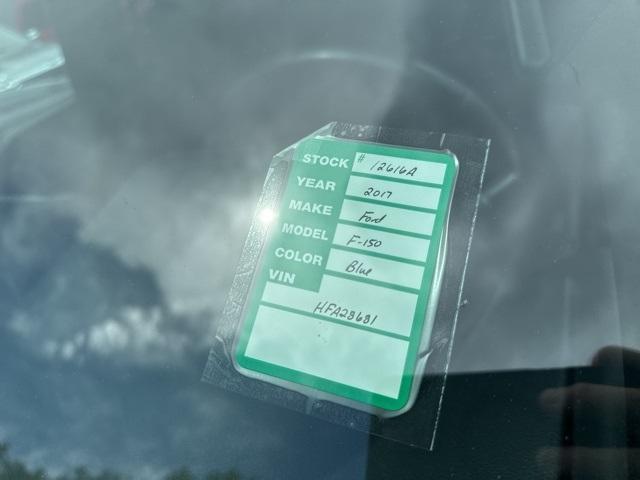 STOCK # 12616A
YEAR 2017
MAKE Ford
MODEL F-150
COLOR Blue
VIN
HFA28681